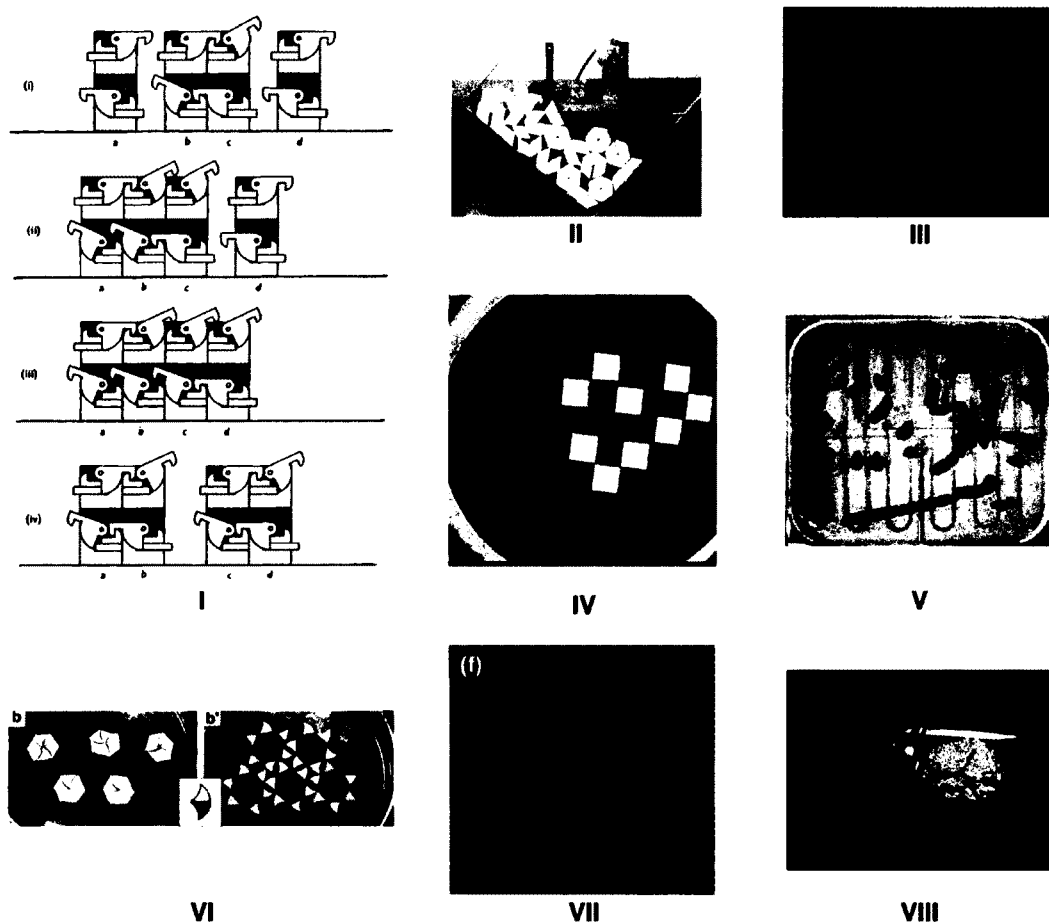 (i)
a b c d
II
III
(ii)
a b c d
(iii)
a b c d
(iv)
a b c d
I
IV
V
b b'
(f)
VI
VII
VIII